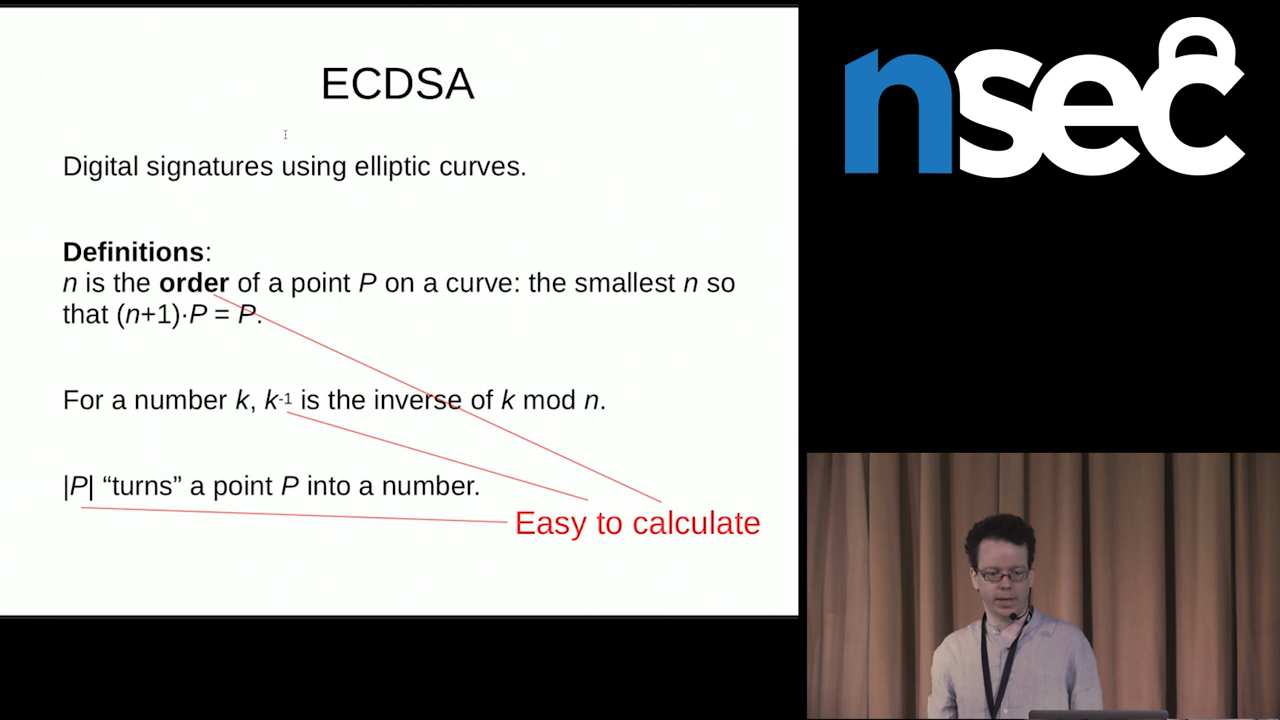 ECDSA
Digital signatures using elliptic curves.
Definitions:
n is the order of a point P on a curve: the smallest n so
that (n+1)·P = P.
For a number k, k-1 is the inverse of k mod n.
|P| “turns” a point P into a number.
Easy to calculate
nsec